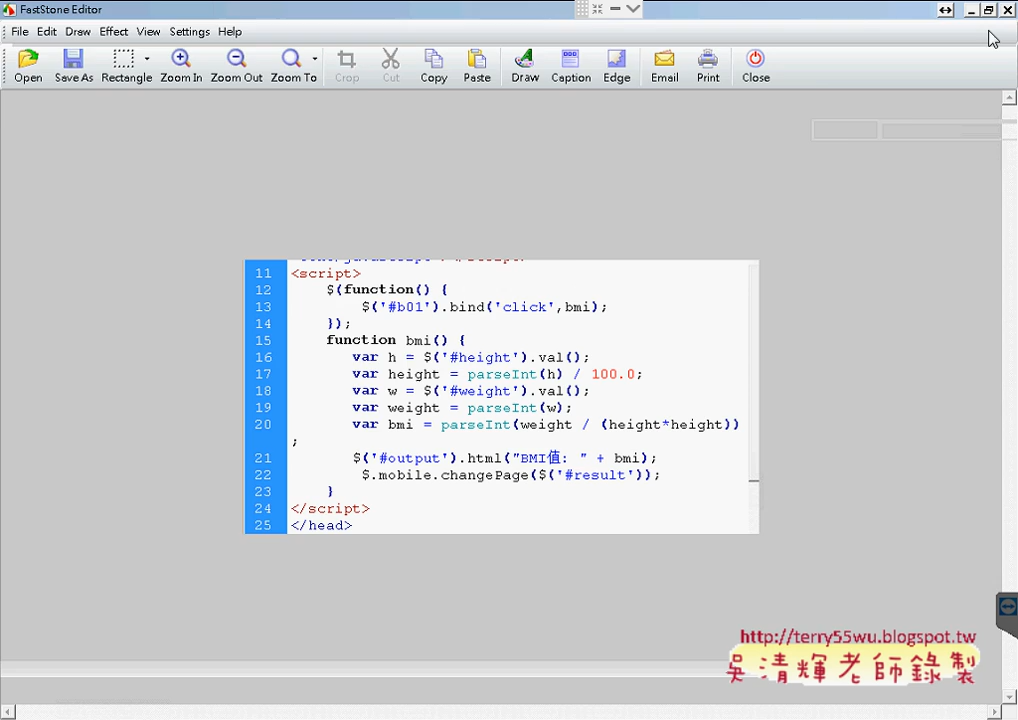 FastStone Editor
File Edit Draw Effect View Settings Help
Open Save As Rectangle Zoom In Zoom Out Zoom To Crop Cut Copy Paste Draw Caption Edge Email Print Close
11 <script>
12 $(function() {
13 $('#b01').bind('click',bmi);
14 });
15 function bmi() {
16 var h = $('#height').val();
17 var height = parseInt(h) / 100.0;
18 var w = $('#weight').val();
19 var weight = parseInt(w);
20 var bmi = parseInt(weight / (height*height))
;
21 $('#output').html("BMI值: " + bmi);
22 $.mobile.changePage($('#result'));
23 }
24 </script>
25 </head>
http://terry55wu.blogspot.tw
吳清輝老師錄製